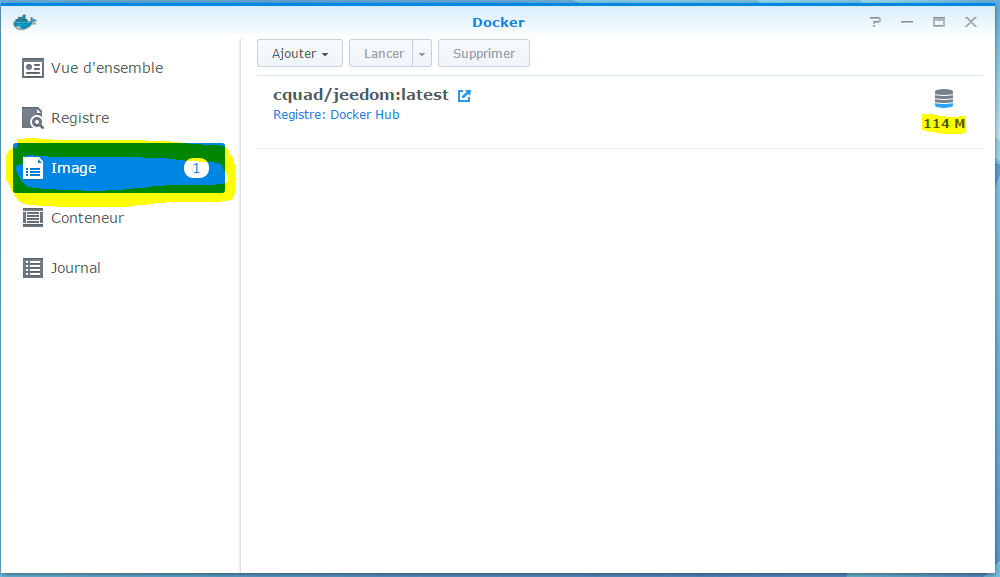 Docker
Vue d'ensemble
Registre
Image 1
Conteneur
Journal
Ajouter Lancer Supprimer
cquad/jeedom:latest
Registre: Docker Hub
114 M